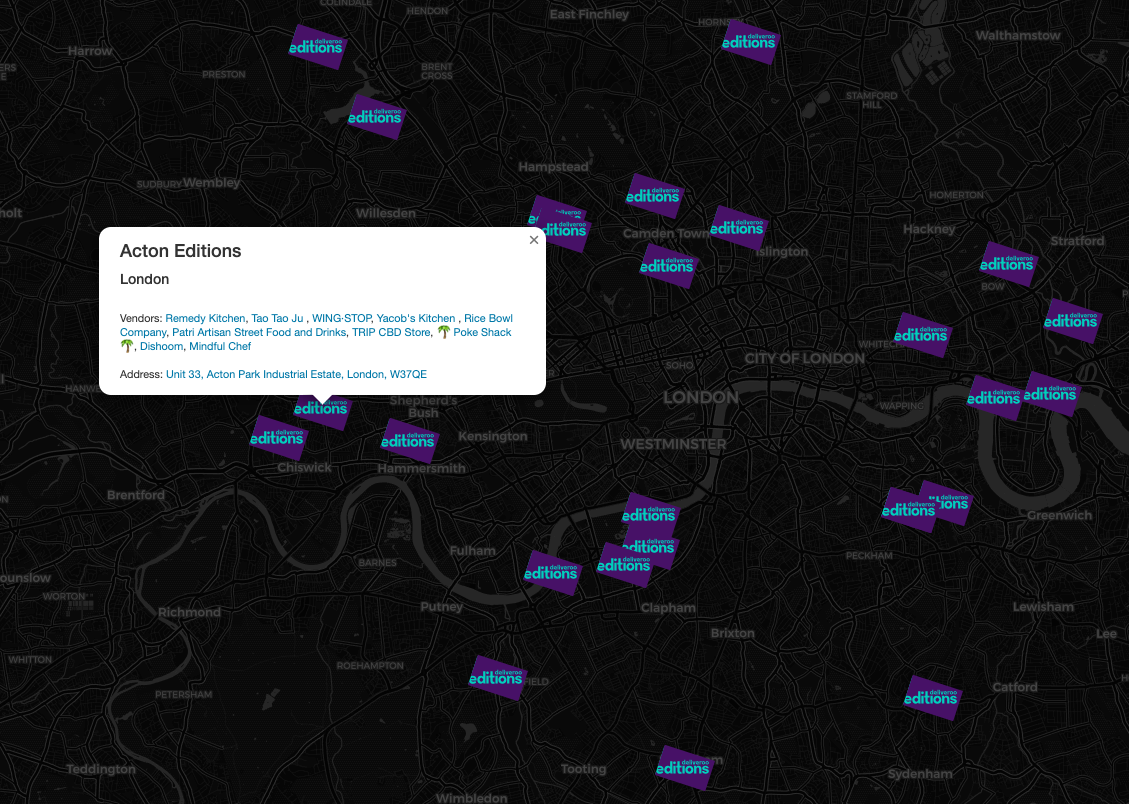 COLINDALE
HENDON
East Finchley
HORNSEY
Walthamstow
deliveroo
editions
deliveroo
editions
Harrow
PRESTON
BRENT
CROSS
STAMFORD
HILL
deliveroo
editions
Hampstead
SUDBURY
Wembley
Willesden
deliveroo
editions
HOMERTON
deliveroo
deliveroo
editions
Camden Town
deliveroo
editions
Islington
Hackney
Stratford
deliveroo
editions
deliveroo
editions
BOW
Acton Editions
×
London
Vendors: Remedy Kitchen, Tao Tao Ju , WING-STOP, Yacob's Kitchen , Rice Bowl
Company, Patri Artisan Street Food and Drinks, TRIP CBD Store, 🌴 Poke Shack
🌴, Dishoom, Mindful Chef
Address: Unit 33, Acton Park Industrial Estate, London, W37QE
deliveroo
editions
deliveroo
editions
WHITEC
CITY OF LONDON
SOHO
HANW
Shepherd's
Bush
LONDON
deliveroo
editions
deliveroo
editions
WAPPING
editions
deliveroo
editions
deliveroo
editions
Kensington
WESTMINSTER
Chiswick
Hammersmith
Brentford
deliveroo
editions
deliveroo
editions
deliveroo
itions
Greenwich
Fulham
editions
deliveroo
editions
deliveroo
editions
BARNES
PECKHAM
ounslow
WORTON
Richmond
Putney
Clapham
Lewisham
Brixton
Lee
WHITTON
ROEHAMPTON
deliveroo
editions
FIELD
PETERSHAM
deliveroo
editions
Catford
Teddington
Tooting
deliveroo
editions
m
Sydenham
Wimbledon